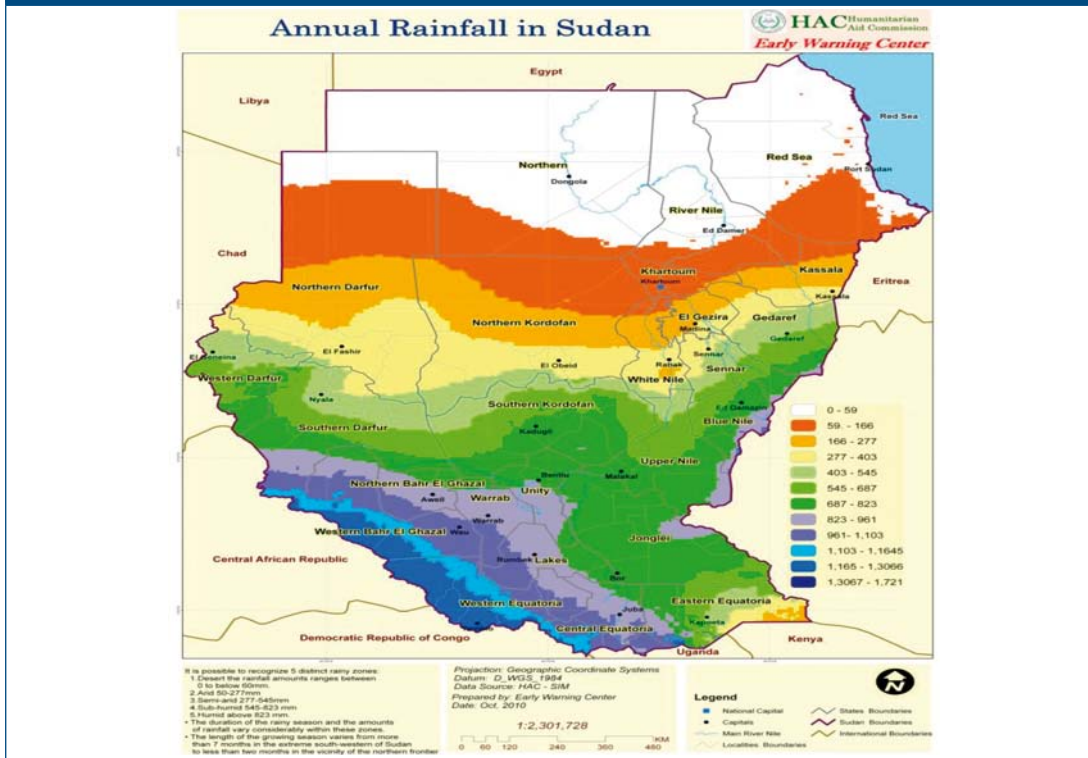 Annual Rainfall in Sudan
HAC Humanitarian
Aid Commission
Early Warning Center
Egypt
Libya
Red Sea
Northern
Red Sea
Dongola
Port Sudan
River Nile
Ed Damer
Chad
Khartoum
Khartoum
Kassala
Eritrea
Northern Darfur
Kassala
El Gezira
Gedaref
Northern Kordofan
Madina
Gedaref
El Geneina
El Fashir
Sennar
El Obeid
Rabak
Sennar
Western Darfur
White Nile
Nyala
Southern Kordofan
Ed Damazin
Blue Nile
Southern Darfur
Kadugli
Upper Nile
Bentiu
Malakal
Northern Bahr El Ghazal
Unity
Aweil
Warrab
Warrab
Western Bahr El Ghazal
Wau
Jonglei
Central African Republic
Rumbek
Lakes
Bor
Western Equatoria
Eastern Equatoria
Juba
Kapoeta
Central Equatoria
Democratic Republic of Congo
Kenya
Uganda
0 - 59
59. - 166
166 - 277
277 - 403
403 - 545
545 - 687
687 - 823
823 - 961
961- 1,103
1,103 - 1,1645
1,165 - 1,3066
1,3067 - 1,721
It is possible to recognize 5 distinct rainy zones:
1.Desert the rainfall amounts ranges between
0 to below 60mm.
2.Arid 50-277mm
3.Semi-arid 277-545mm
4.Sub-humid 545-823 mm
5.Humid above 823 mm.
• The duration of the rainy season and the amounts
of rainfall vary considerably within these zones.
• The length of the growing season varies from more
than 7 months in the extreme south-western of Sudan
to less than two months in the vicinity of the northern frontier
Projection: Geographic Coordinate Systems
Datum: D_WGS_1984
Data Source: HAC - SIM
Prepared by: Early Warning Center
Date: Oct, 2010
1:2,301,728
KM
0 60 120 240 360 480
N
Legend
National Capital
Capitals
Main River Nile
Localities Boundaries
States Boundaries
Sudan Boundaries
International Boundaries